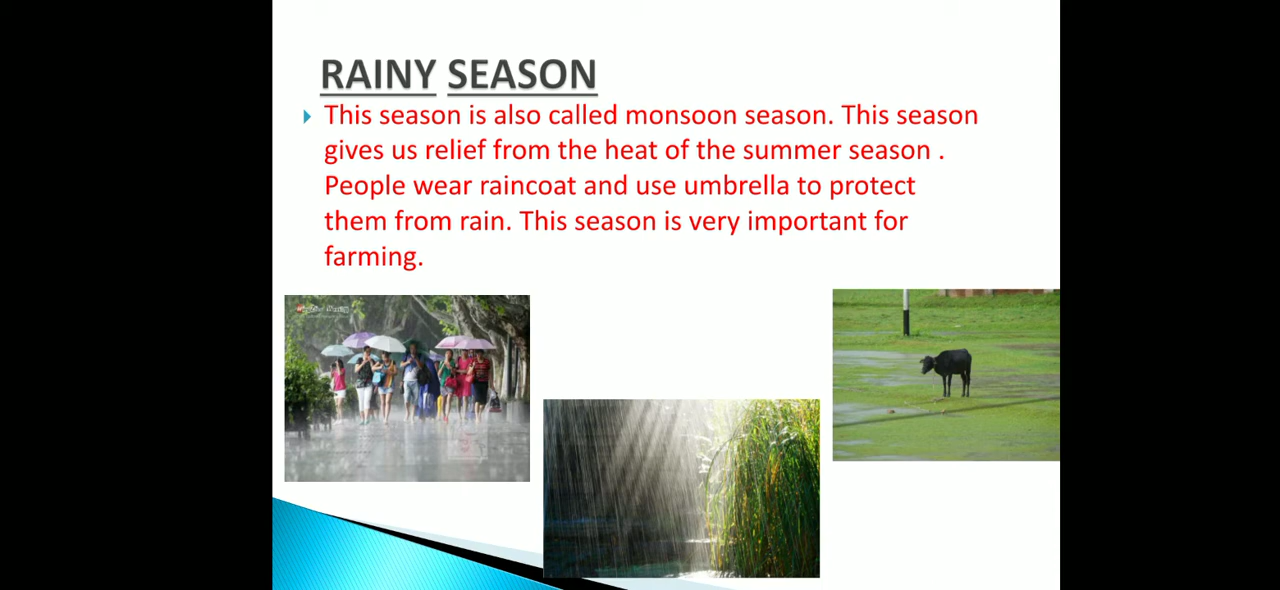 RAINY SEASON
This season is also called monsoon season. This season
gives us relief from the heat of the summer season .
People wear raincoat and use umbrella to protect
them from rain. This season is very important for
farming.